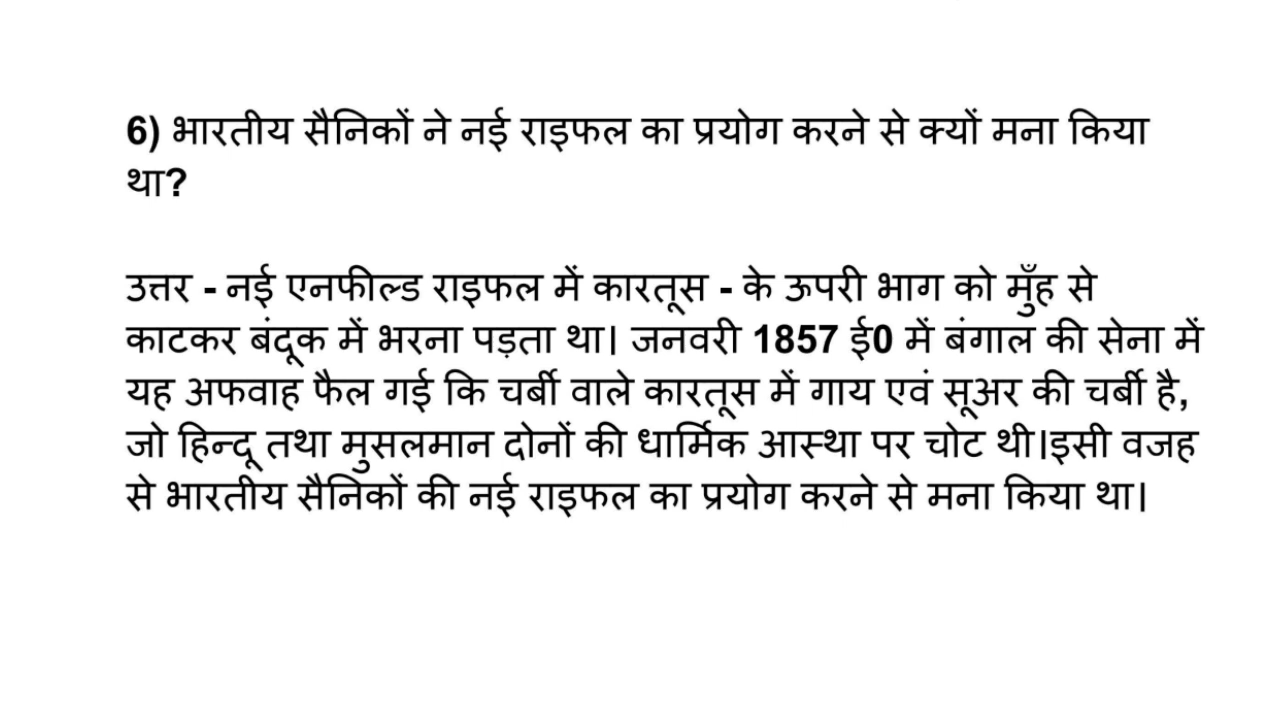 6) भारतीय सैनिकों ने नई राइफल का प्रयोग करने से क्यों मना किया
था?
उत्तर - नई एनफील्ड राइफल में कारतूस - के ऊपरी भाग को मुँह से
काटकर बंदूक में भरना पड़ता था। जनवरी 1857 ई0 में बंगाल की सेना में
यह अफवाह फैल गई कि चर्बी वाले कारतूस में गाय एवं सूअर की चर्बी है,
जो हिन्दू तथा मुसलमान दोनों की धार्मिक आस्था पर चोट थी।इसी वजह
से भारतीय सैनिकों की नई राइफल का प्रयोग करने से मना किया था।